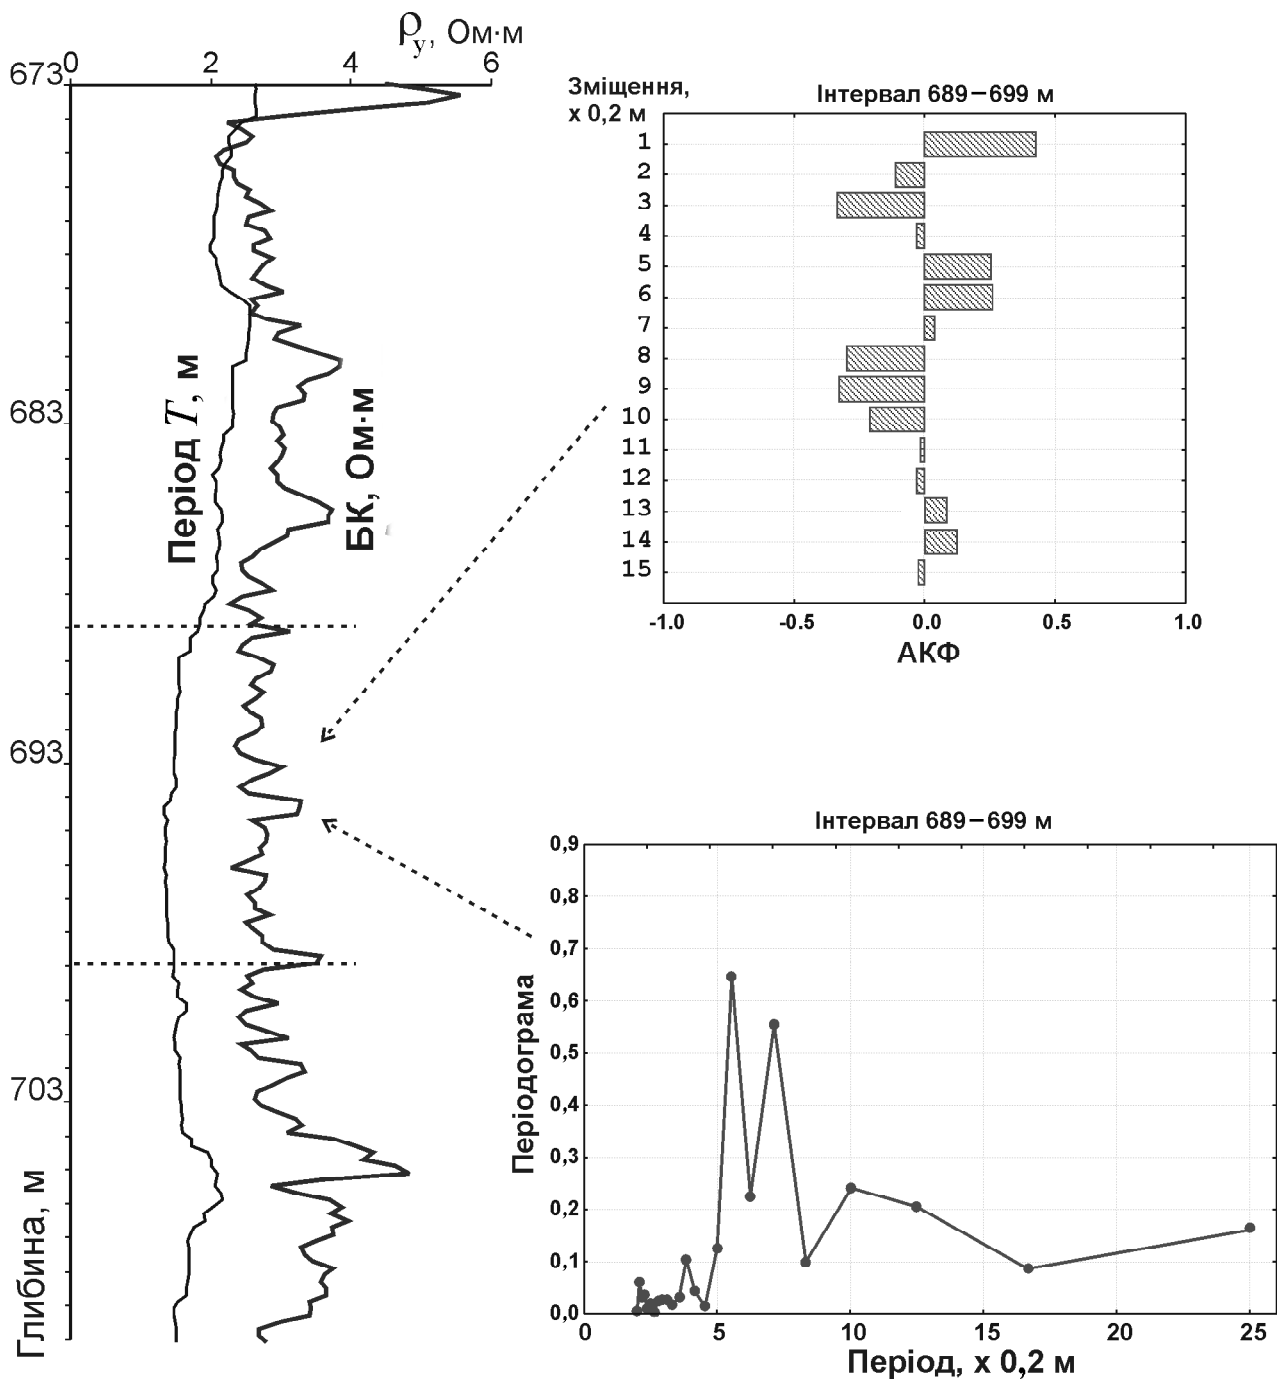 ρу, Ом·м
0 2 4 6
673
683
693
703
Глибина, м
Період T, м
БК, Ом·м
Зміщення,
х 0,2 м
Інтервал 689–699 м
1
2
3
4
5
6
7
8
9
10
11
12
13
14
15
-1.0 -0.5 0.0 0.5 1.0
АКФ
Інтервал 689–699 м
0,9
0,8
0,7
0,6
0,5
0,4
0,3
0,2
0,1
0,0
Періодограма
0 5 10 15 20 25
Період, х 0,2 м